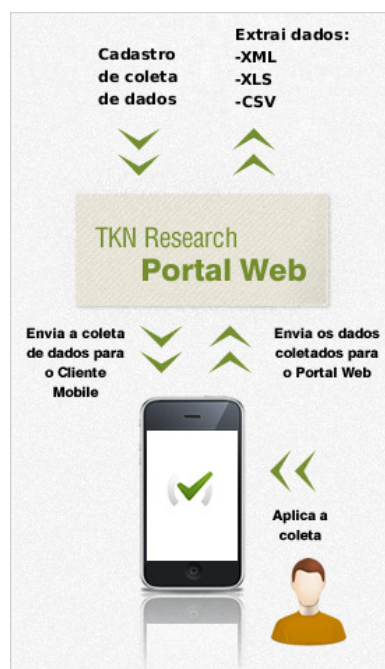 Cadastro
de coleta
de dados
Extrai dados:
-XML
-XLS
-CSV
TKN Research
Portal Web
Envia a coleta
de dados para
o Cliente
Mobile
Envia os dados
coletados para
o Portal Web
Aplica a
coleta